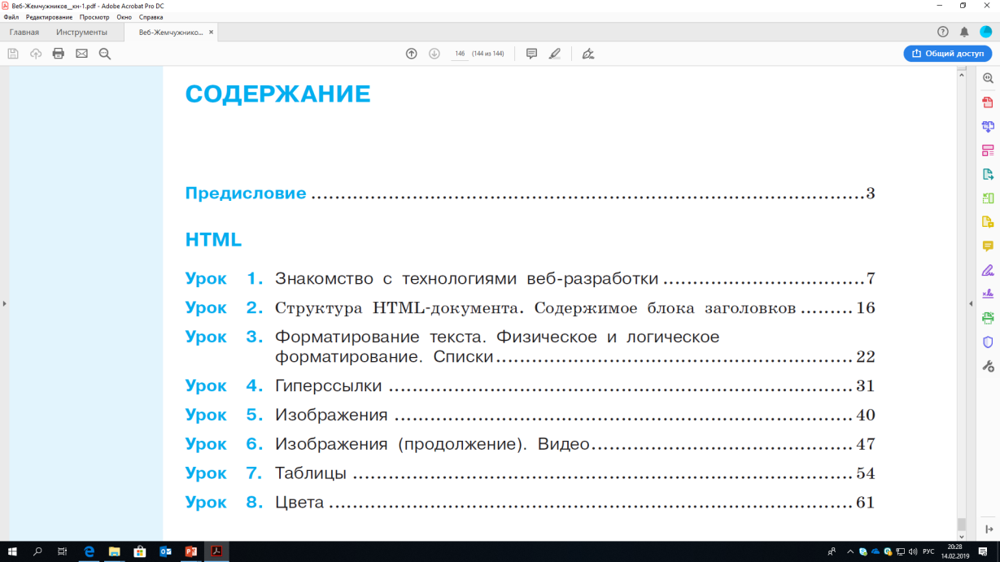 Веб-Жемчужников__кн-1.pdf - Adobe Acrobat Pro DC
Файл Редактирование Просмотр Окно Справка
Главная Инструменты Веб-Жемчужнико... ×
146 (144 из 144) Общий доступ
СОДЕРЖАНИЕ
Предисловие ........ 3
HTML
Урок 1. Знакомство с технологиями веб-разработки ........ 7
Урок 2. Структура HTML-документа. Содержимое блока заголовков ........ 16
Урок 3. Форматирование текста. Физическое и логическое
форматирование. Списки ........ 22
Урок 4. Гиперссылки ........ 31
Урок 5. Изображения ........ 40
Урок 6. Изображения (продолжение). Видео ........ 47
Урок 7. Таблицы ........ 54
Урок 8. Цвета ........ 61
РУС 20:28
14.02.2019